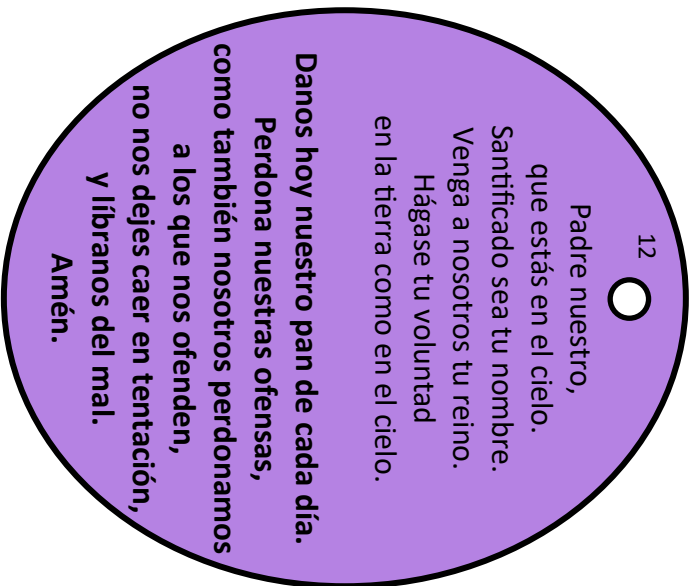 12
Padre nuestro,
que estás en el cielo.
Santificado sea tu nombre.
Venga a nosotros tu reino.
Hágase tu voluntad
en la tierra como en el cielo.
Danos hoy nuestro pan de cada día.
Perdona nuestras ofensas,
como también nosotros perdonamos
a los que nos ofenden,
no nos dejes caer en tentación,
y líbranos del mal.
Amén.